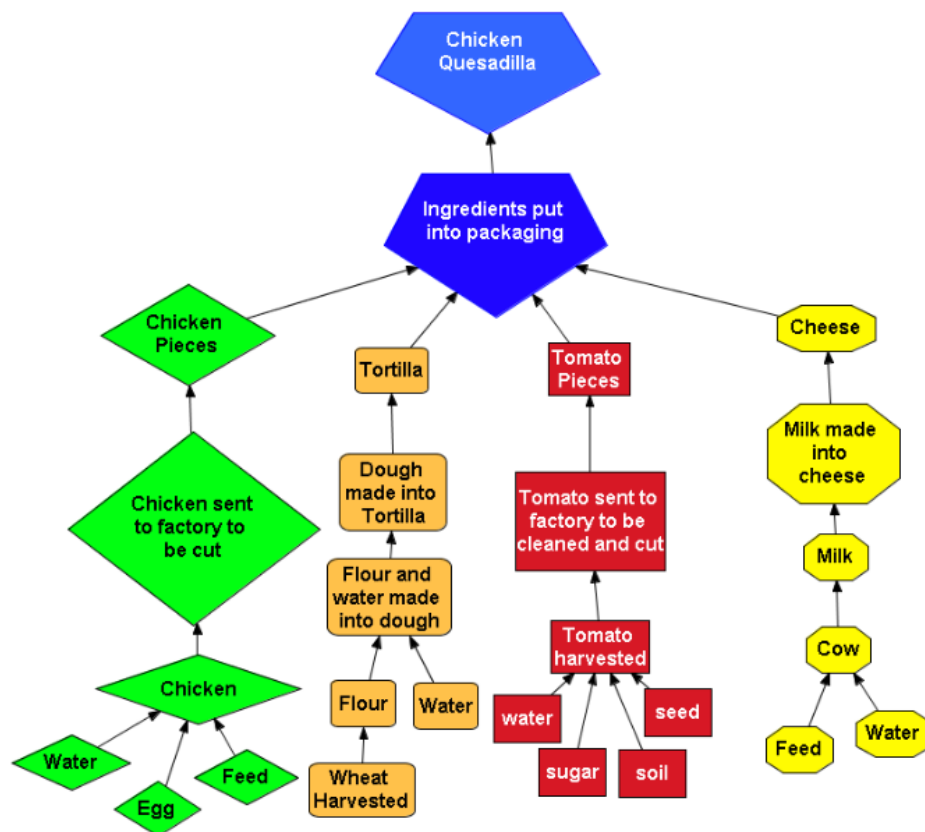 Chicken
Quesadilla
Ingredients put
into packaging
Chicken
Pieces
Tortilla
Tomato
Pieces
Cheese
Chicken sent
to factory to
be cut
Dough
made into
Tortilla
Tomato sent to
factory to be
cleaned and cut
Milk made
into
cheese
Flour and
water made
into dough
Milk
Chicken
Tomato
harvested
Cow
Flour
Water
water
seed
Water
Feed
sugar
soil
Feed
Water
Egg
Wheat
Harvested